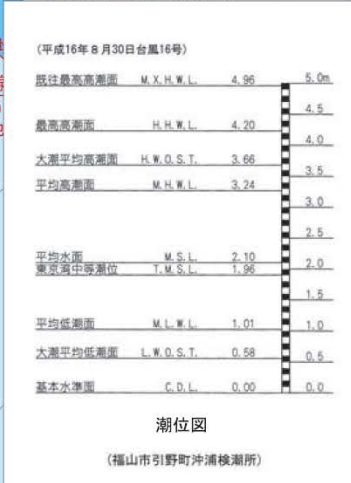 (平成16年8月30日台風16号)
既往最高高潮面 M.X.H.W.L. 4.96 5.0m
4.5
最高高潮面 H.H.W.L. 4.20
4.0
大潮平均高潮面 H.W.O.S.T. 3.66
3.5
平均高潮面 M.H.W.L. 3.24
3.0
2.5
平均水面 M.S.L. 2.10
2.0
東京湾中等潮位 T.M.S.L. 1.96
1.5
平均低潮面 M.L.W.L. 1.01 1.0
大潮平均低潮面 L.W.O.S.T. 0.58 0.5
基本水準面 C.D.L. 0.00 0.0
潮位図
(福山市引野町沖浦検潮所)